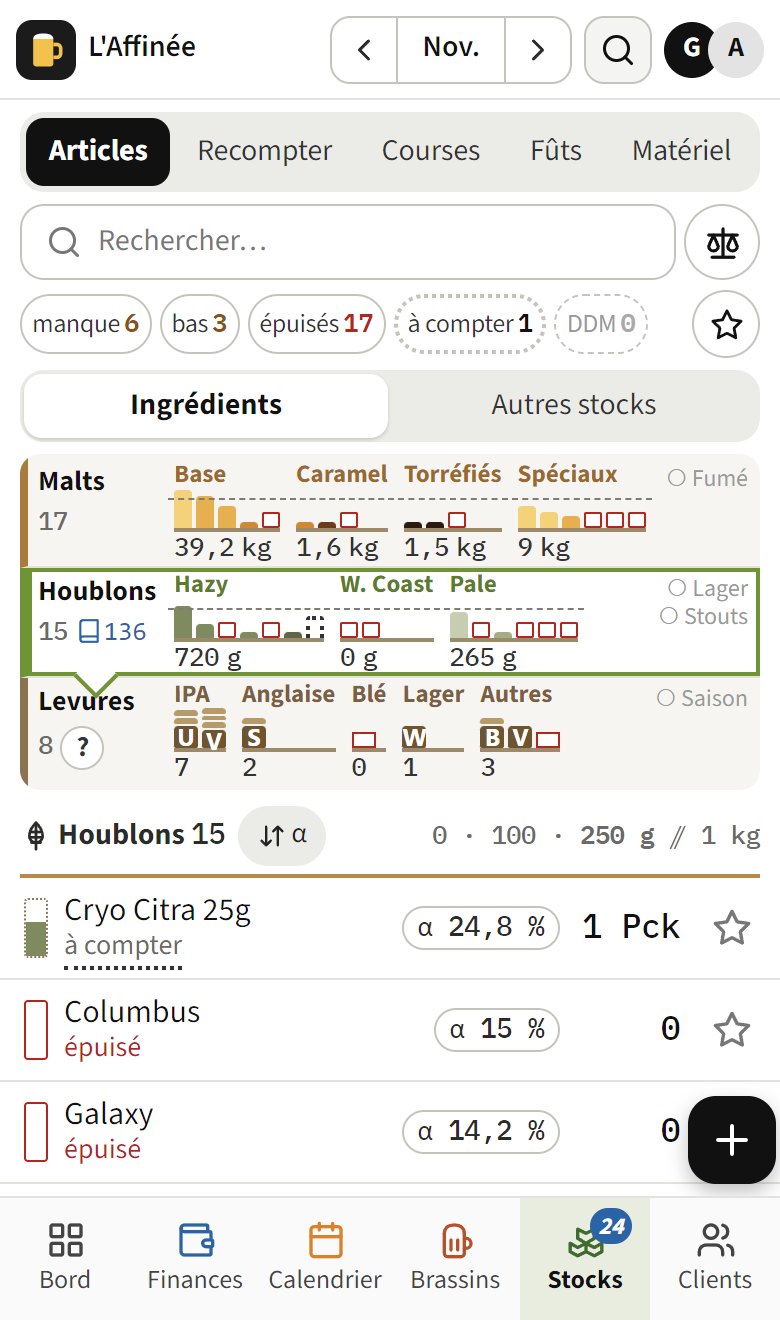 L'Affinée
Nov.
G A
Articles Recompter Courses Fûts Matériel
Rechercher...
manque 6 bas 3 épuisés 17 à compter 1 DDM 0
Ingrédients Autres stocks
Malts Base Caramel Torréfiés Spéciaux Fumé
17
39,2 kg 1,6 kg 1,5 kg 9 kg
Houblons Hazy W. Coast Pale Lager
15 136 Stouts
720 g 0 g 265 g
Levures IPA Anglaise Blé Lager Autres Saison
8 ? U V S W B V
7 2 0 1 3
Houblons 15 α 0 · 100 · 250 g // 1 kg
Cryo Citra 25g α 24,8 % 1 Pck
à compter
Columbus α 15 % 0
épuisé
Galaxy α 14,2 % 0
épuisé
24
Bord Finances Calendrier Brassins Stocks Clients